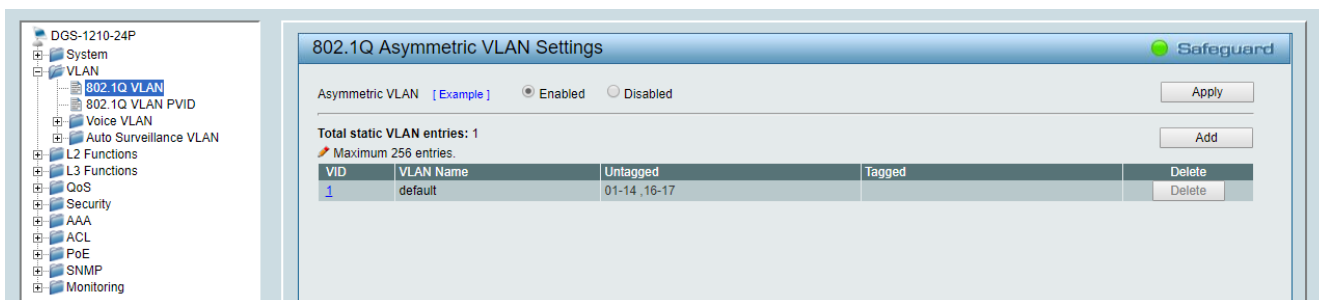 DGS-1210-24P
System
VLAN
802.1Q VLAN
802.1Q VLAN PVID
Voice VLAN
Auto Surveillance VLAN
L2 Functions
L3 Functions
QoS
Security
AAA
ACL
PoE
SNMP
Monitoring
802.1Q Asymmetric VLAN Settings
Safeguard
Asymmetric VLAN [ Example ] Enabled Disabled Apply
Total static VLAN entries: 1 Add
Maximum 256 entries.
VID VLAN Name Untagged Tagged Delete
1 default 01-14 ,16-17 Delete